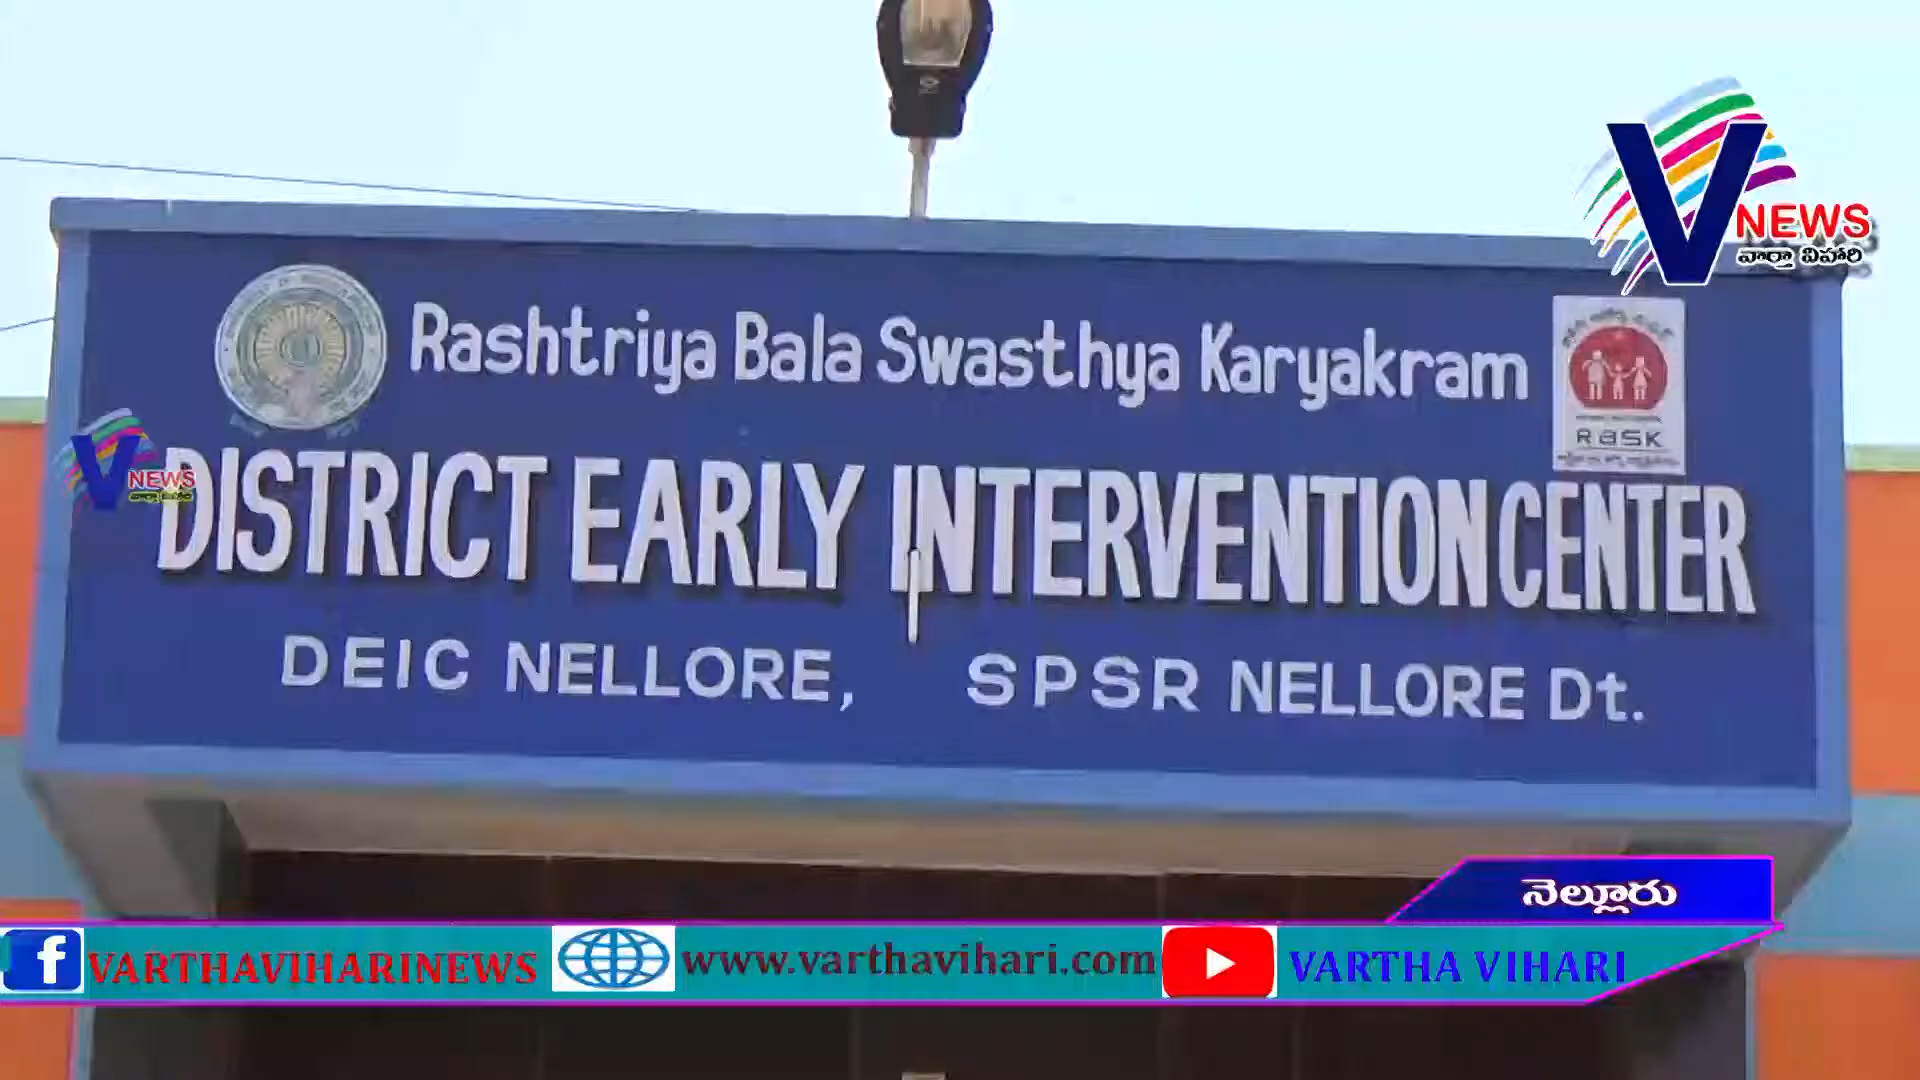 NEWS
వార్తా విహారి
Rashtriya Bala Swasthya Karyakram
RBSK
NEWS
వార్తా విహారి
DISTRICT EARLY INTERVENTION CENTER
DEIC NELLORE, SPSR NELLORE Dt.
నెల్లూరు
VARTHAVIHARINEWS
www.varthavihari.com
VARTHA VIHARI